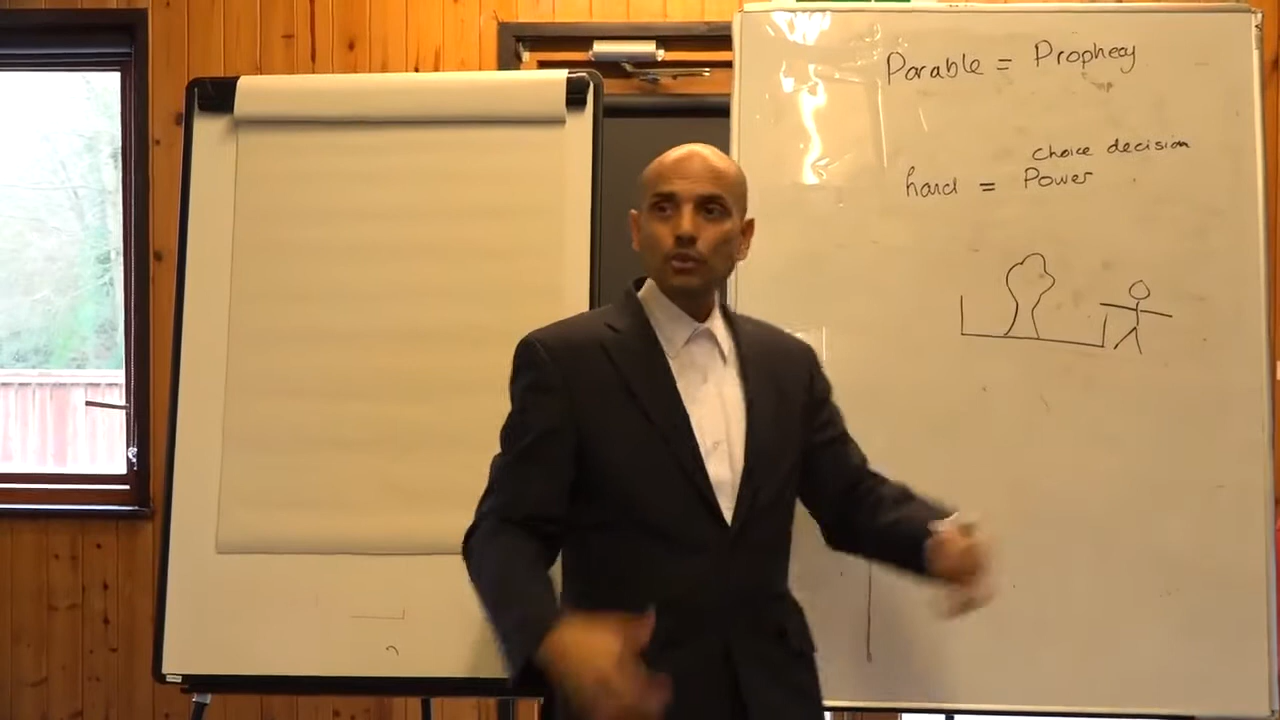 Parable = Prophecy
choice decision
hand = Power